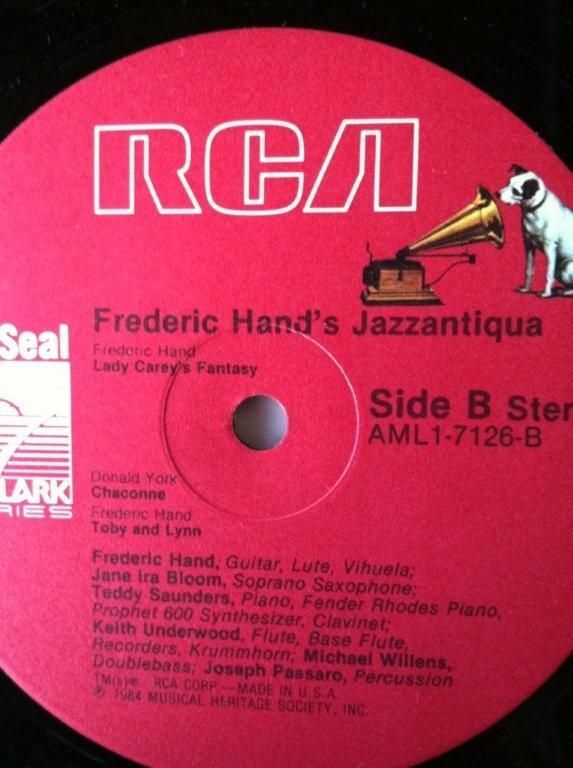 RCA
Frederic Hand's Jazzantiqua
Seal
Frederic Hand
Lady Carey's Fantasy
Side B Ster
AML1-7126-B
LARK
RIES
Donald York
Chaconne
Frederic Hand
Toby and Lynn
Frederic Hand, Guitar, Lute, Vihuela;
Jane Ira Bloom, Soprano Saxophone;
Teddy Saunders, Piano, Fender Rhodes Piano,
Prophet 600 Synthesizer, Clavinet;
Keith Underwood, Flute, Base Flute,
Recorders, Krummhorn; Michael Willens,
Doublebass; Joseph Passaro, Percussion
TM(s)® RCA CORP —MADE IN U.S.A.
℗ 1984 MUSICAL HERITAGE SOCIETY, INC.